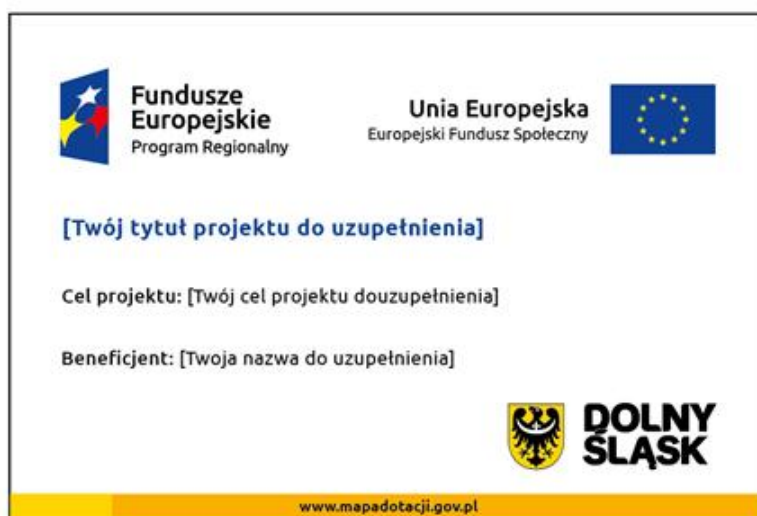 Fundusze
Europejskie
Program Regionalny
Unia Europejska
Europejski Fundusz Społeczny
[Twój tytuł projektu do uzupełnienia]
Cel projektu: [Twój cel projektu douzupełnienia]
Beneficjent: [Twoja nazwa do uzupełnienia]
DOLNY
ŚLĄSK
www.mapadotacji.gov.pl